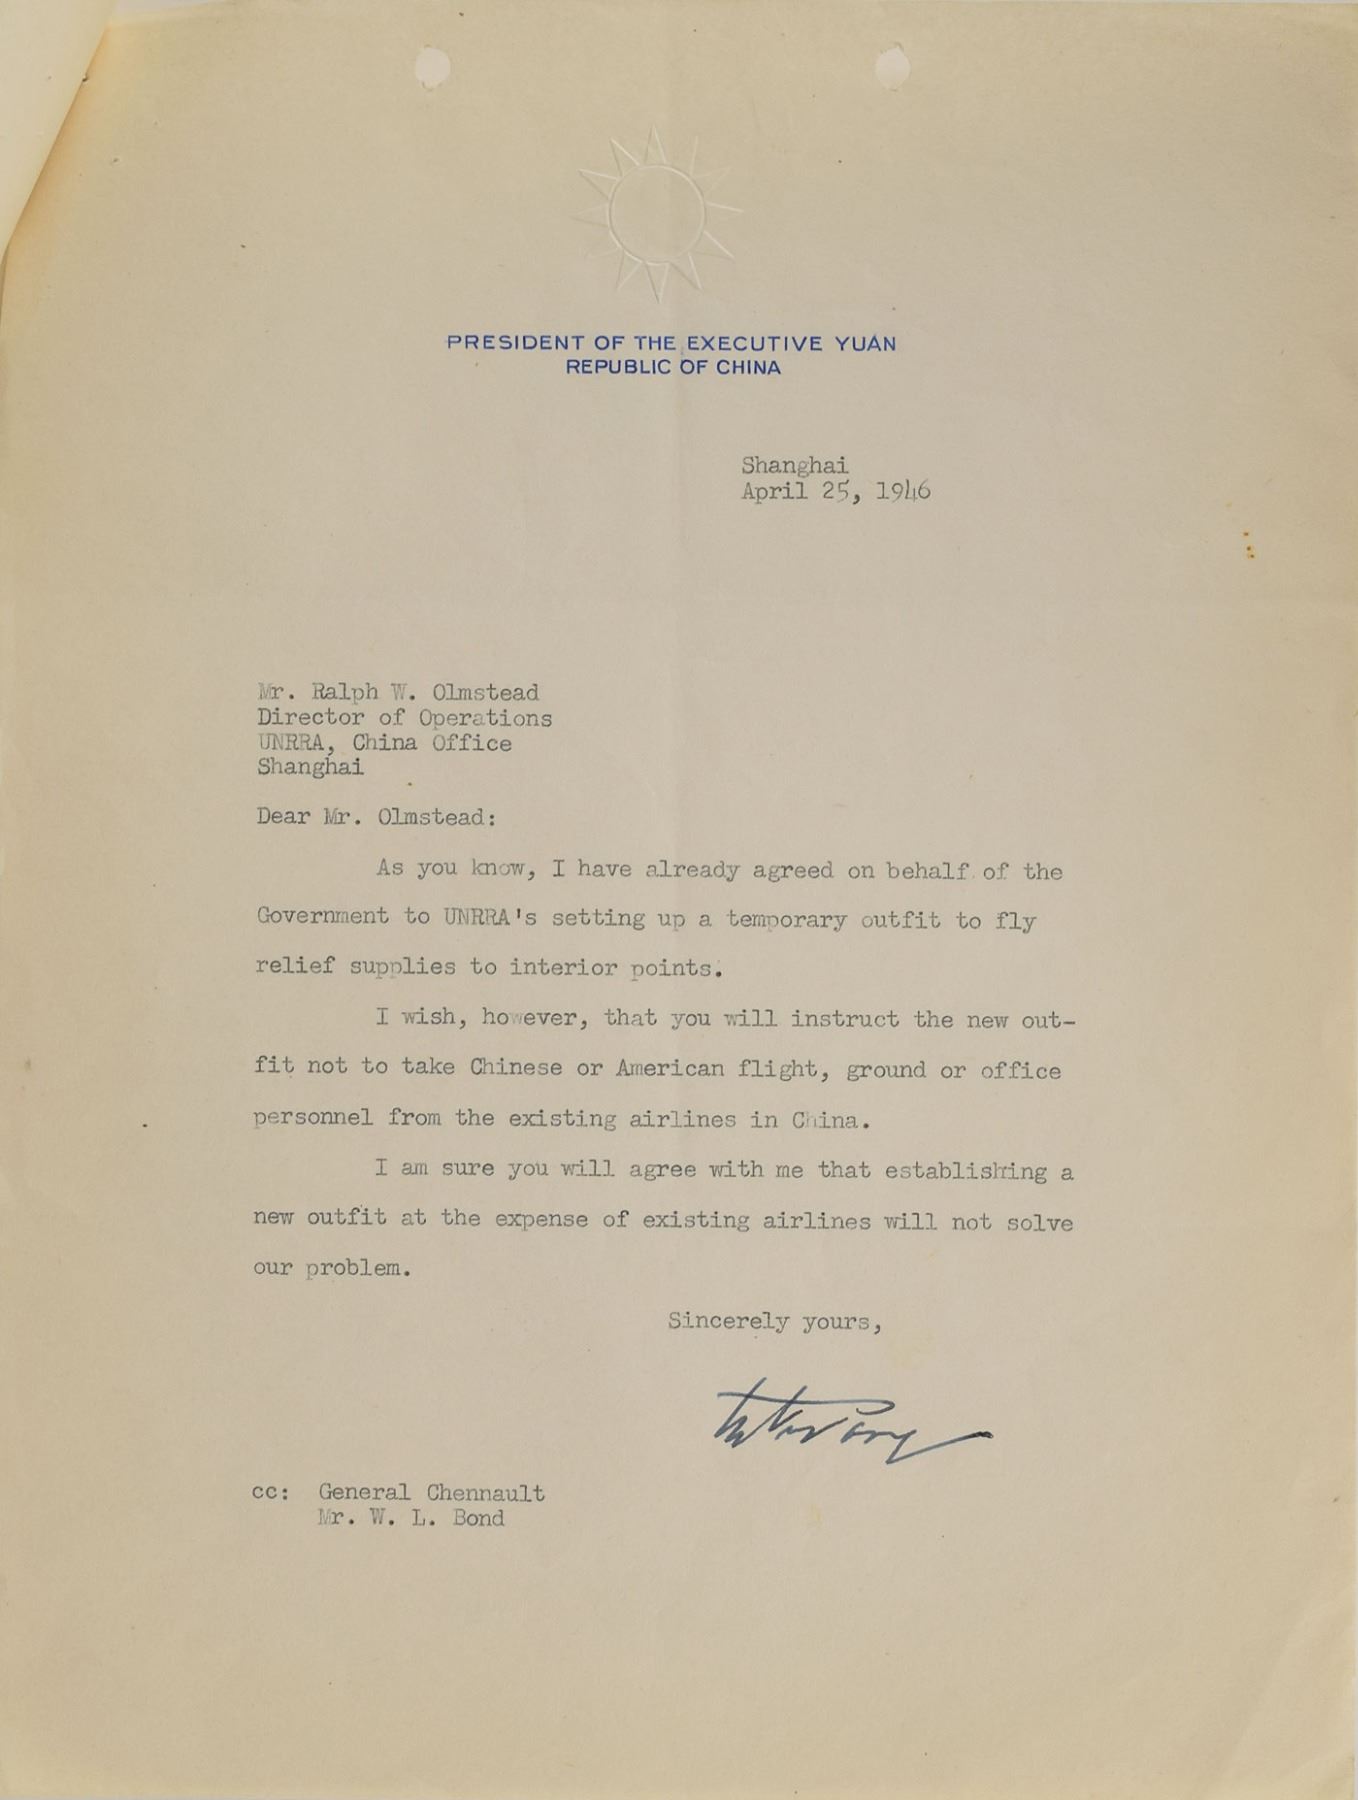 PRESIDENT OF THE EXECUTIVE YUAN
REPUBLIC OF CHINA
Shanghai
April 25, 1946
Mr. Ralph W. Olmstead
Director of Operations
UNRRA, China Office
Shanghai
Dear Mr. Olmstead:
As you know, I have already agreed on behalf of the
Government to UNRRA's setting up a temporary outfit to fly
relief supplies to interior points.
I wish, however, that you will instruct the new out-
fit not to take Chinese or American flight, ground or office
personnel from the existing airlines in China.
I am sure you will agree with me that establishing a
new outfit at the expense of existing airlines will not solve
our problem.
Sincerely yours,
cc: General Chennault
Mr. W. L. Bond